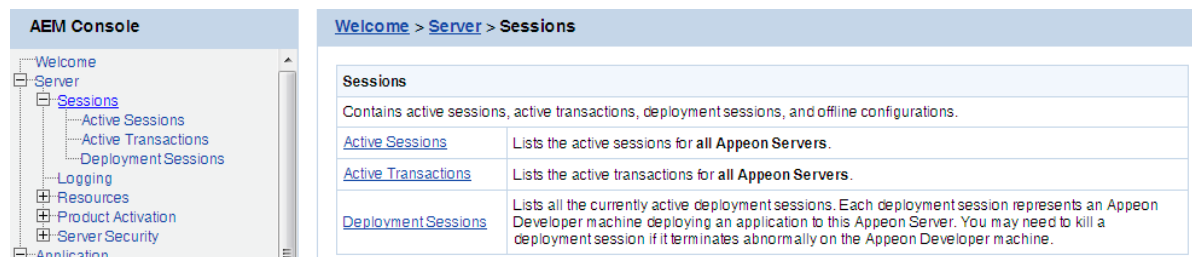 AEM Console
Welcome
Server
Sessions
Active Sessions
Active Transactions
Deployment Sessions
Logging
Resources
Product Activation
Server Security
Application
Welcome > Server > Sessions
Sessions
Contains active sessions, active transactions, deployment sessions, and offline configurations.
Active Sessions Lists the active sessions for all Appeon Servers.
Active Transactions Lists the active transactions for all Appeon Servers.
Deployment Sessions Lists all the currently active deployment sessions. Each deployment session represents an Appeon
Developer machine deploying an application to this Appeon Server. You may need to kill a
deployment session if it terminates abnormally on the Appeon Developer machine.